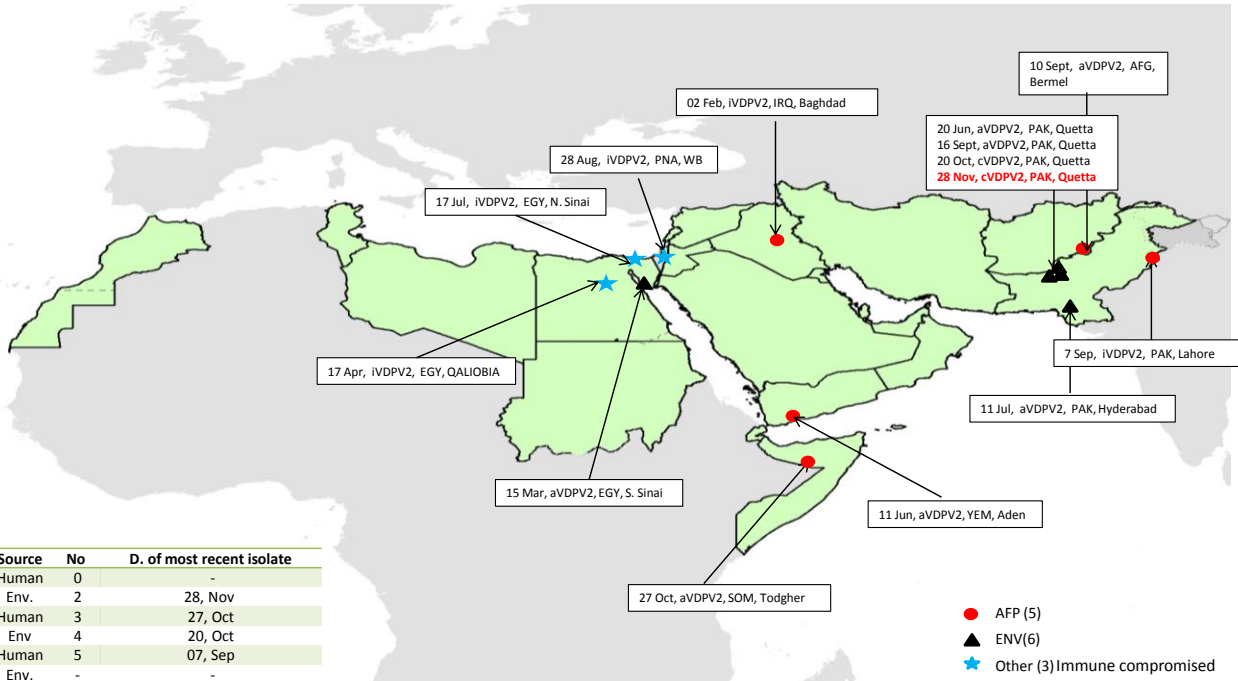 10 Sept, aVDPV2, AFG,
Bermel
02 Feb, iVDPV2, IRQ, Baghdad
20 Jun, aVDPV2, PAK, Quetta
16 Sept, aVDPV2, PAK, Quetta
20 Oct, cVDPV2, PAK, Quetta
28 Nov, cVDPV2, PAK, Quetta
28 Aug, iVDPV2, PNA, WB
17 Jul, iVDPV2, EGY, N. Sinai
7 Sep, iVDPV2, PAK, Lahore
17 Apr, iVDPV2, EGY, QALIOBIA
11 Jul, aVDPV2, PAK, Hyderabad
15 Mar, aVDPV2, EGY, S. Sinai
11 Jun, aVDPV2, YEM, Aden
27 Oct, aVDPV2, SOM, Todgher
Source No D. of most recent isolate
Human 0 -
Env. 2 28, Nov
Human 3 27, Oct
Env 4 20, Oct
Human 5 07, Sep
Env. - -
AFP (5)
ENV(6)
Other (3) Immune compromised